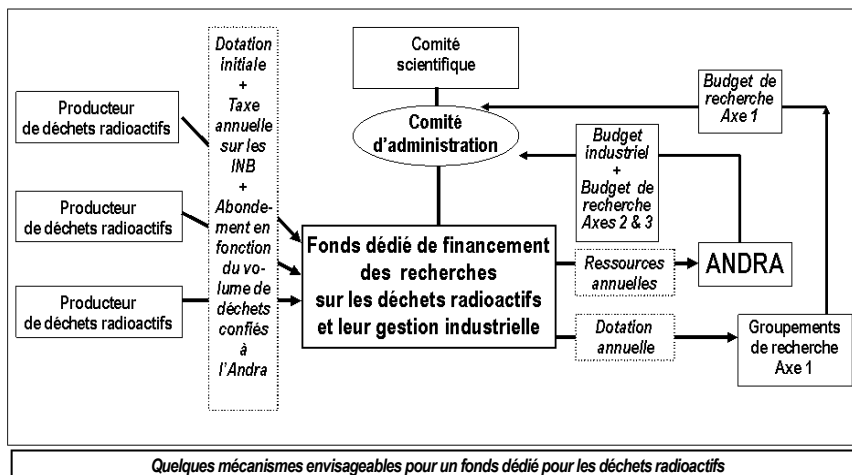 Comité
scientifique
Comité
d'administration
Budget de
recherche
Axe 1
Budget
industriel
+
Budget de
recherche
Axes 2 & 3
Producteur
de déchets radioactifs
Producteur
de déchets radioactifs
Producteur
de déchets radioactifs
Dotation
initiale
+
Taxe
annuelle
sur les
INB
+
Abonde-
ment en
fonction
du vo-
lume de
déchets
confiés
à
l'Andra
Fonds dédié de financement
des recherches
sur les déchets radioactifs
et leur gestion industrielle
Ressources
annuelles
ANDRA
Dotation
annuelle
Groupements
de recherche
Axe 1
Quelques mécanismes envisageables pour un fonds dédié pour les déchets radioactifs